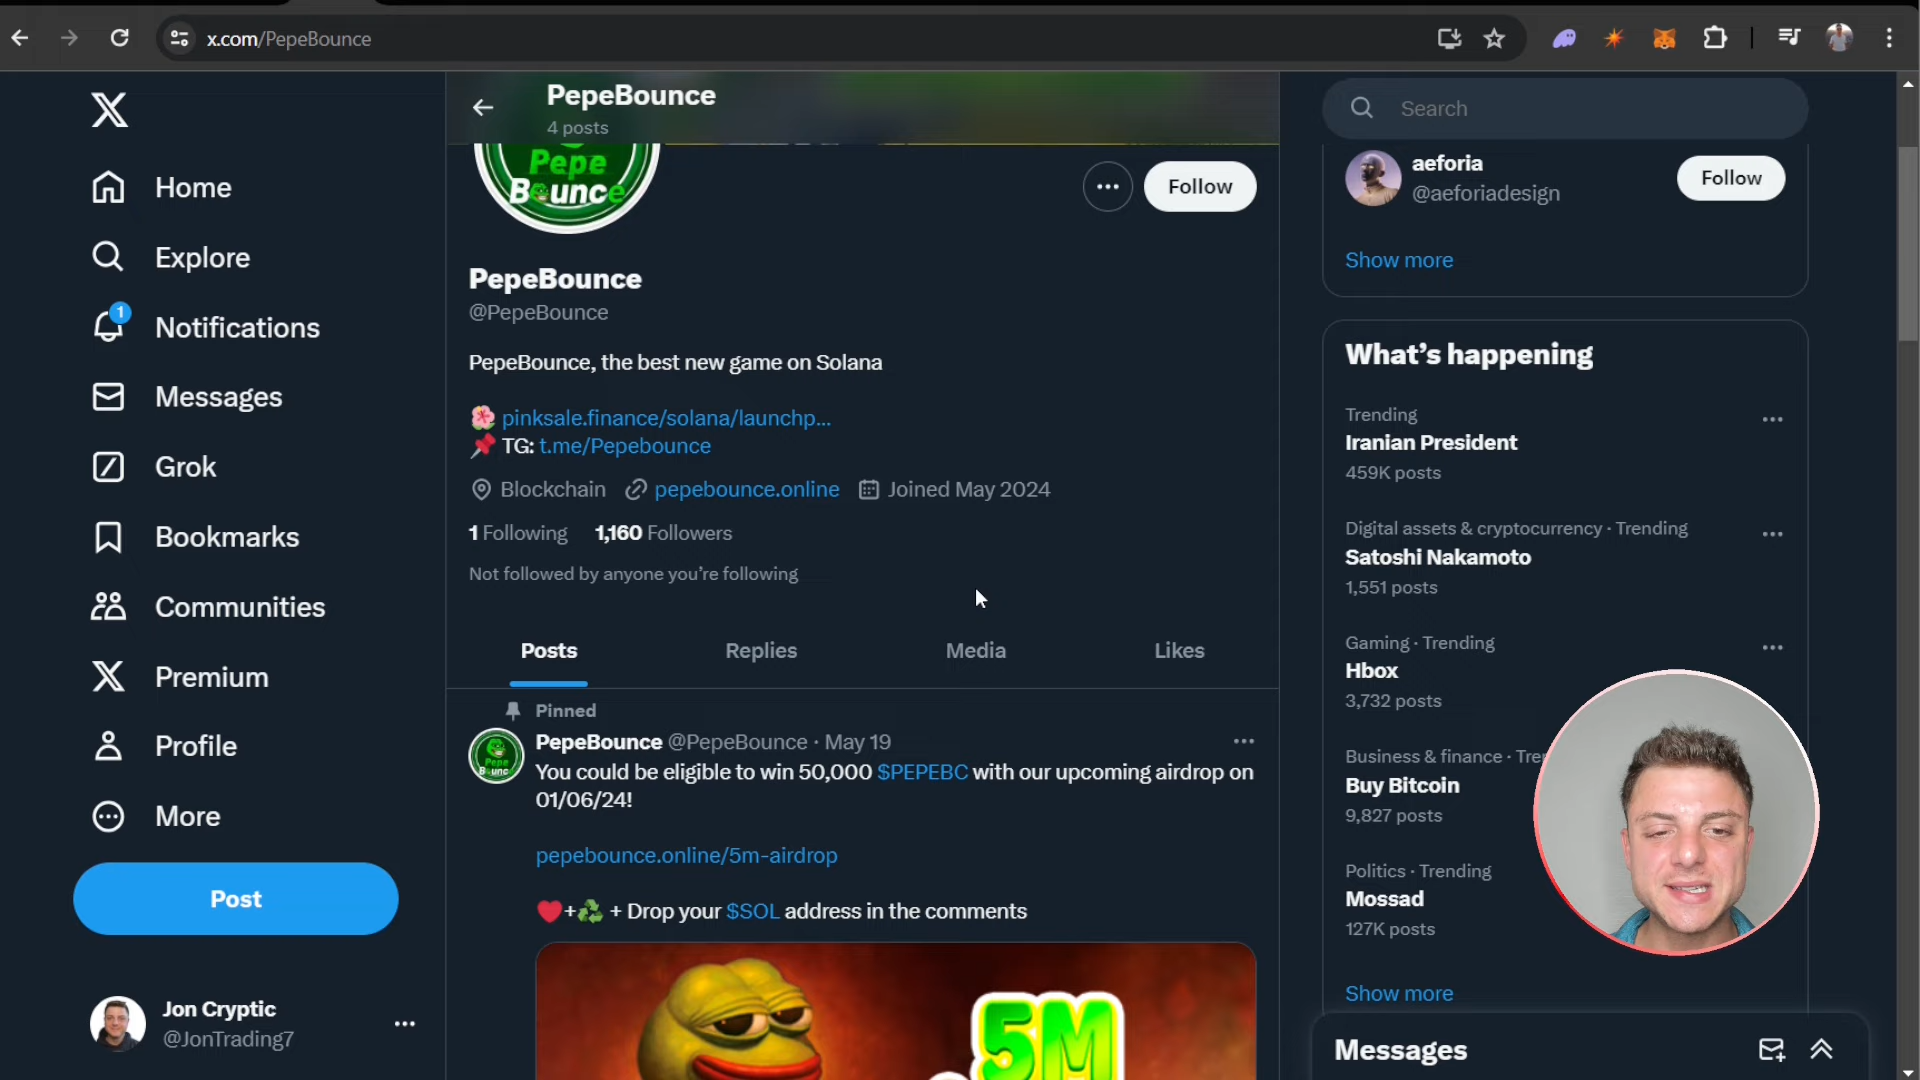 x.com/PepeBounce
PepeBounce
4 posts
Pepe
Bounce
Follow
Home
Explore
1
Notifications
Messages
Grok
Bookmarks
Communities
Premium
Profile
More
Post
Jon Cryptic
@JonTrading7
PepeBounce
@PepeBounce
PepeBounce, the best new game on Solana
pinksale.finance/solana/launchp...
TG: t.me/Pepebounce
Blockchain pepebounce.online Joined May 2024
1 Following 1,160 Followers
Not followed by anyone you're following
Posts Replies Media Likes
Pinned
PepeBounce @PepeBounce · May 19
You could be eligible to win 50,000 $PEPEBC with our upcoming airdrop on
01/06/24!
pepebounce.online/5m-airdrop
+ + Drop your $SOL address in the comments
5M
Search
aeforia
@aeforiadesign
Follow
Show more
What's happening
Trending
Iranian President
459K posts
Digital assets & cryptocurrency · Trending
Satoshi Nakamoto
1,551 posts
Gaming · Trending
Hbox
3,732 posts
Business & finance · Tre
Buy Bitcoin
9,827 posts
Politics · Trending
Mossad
127K posts
Show more
Messages